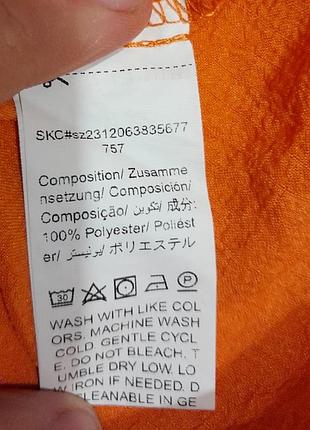 SKC#sz2312063835677
757
Composition/ Zusamme
nsetzung/ Composición/
Composição/ تكوين/ 成分:
100% Polyester/ Poliést
er/ بوليستر/ ポリエステル
30
P
WASH WITH LIKE COL
ORS. MACHINE WASH
COLD. GENTLE CYCL
E. DO NOT BLEACH. T
UMBLE DRY LOW. LO
W IRON IF NEEDED. D
CLEANABLE IN GE